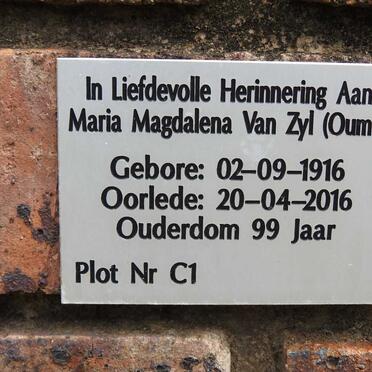 In Liefdevolle Herinnering Aan
Maria Magdalena Van Zyl (Oum
Gebore: 02–09–1916
Oorlede: 20–04–2016
Ouderdom 99 Jaar
Plot Nr C1